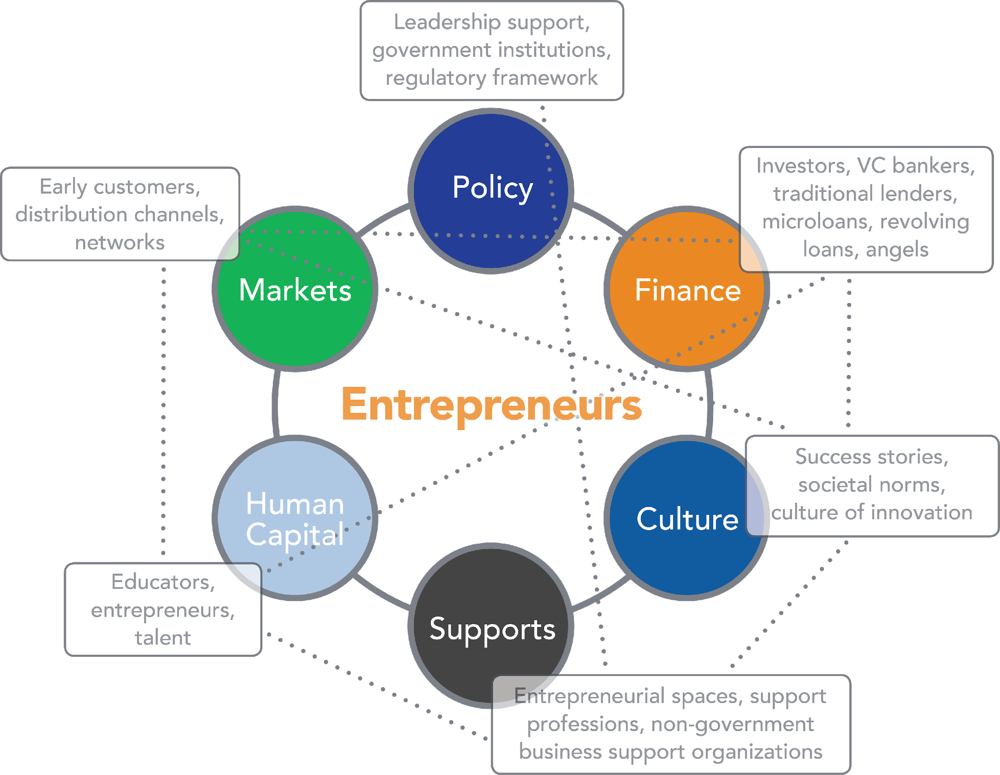 Leadership support,
government institutions,
regulatory framework
Policy
Investors, VC bankers,
traditional lenders,
microloans, revolving
loans, angels
Early customers,
distribution channels,
networks
Markets
Finance
Entrepreneurs
Success stories,
societal norms,
culture of innovation
Human
Capital
Culture
Educators,
entrepreneurs,
talent
Supports
Entrepreneurial spaces, support
professions, non-government
business support organizations